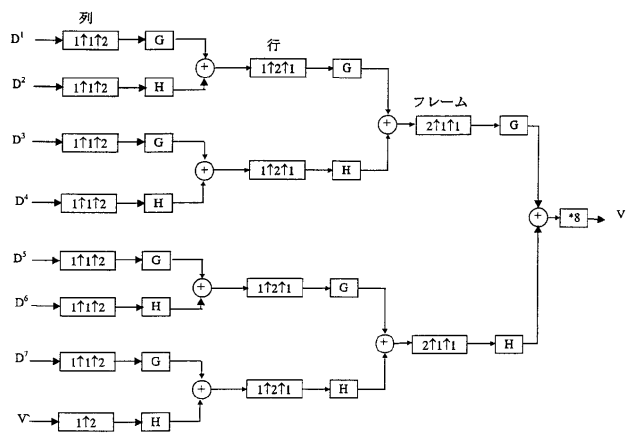 列
D¹ 1↑1↑2 G
行
+ 1↑2↑1 G
D² 1↑1↑2 H
フレーム
+ 2↑1↑1 G
D³ 1↑1↑2 G
+ 1↑2↑1 H
D⁴ 1↑1↑2 H
+ *8 V
D⁵ 1↑1↑2 G
+ 1↑2↑1 G
D⁶ 1↑1↑2 H
+ 2↑1↑1 H
D⁷ 1↑1↑2 G
+ 1↑2↑1 H
V` 1↑2 H